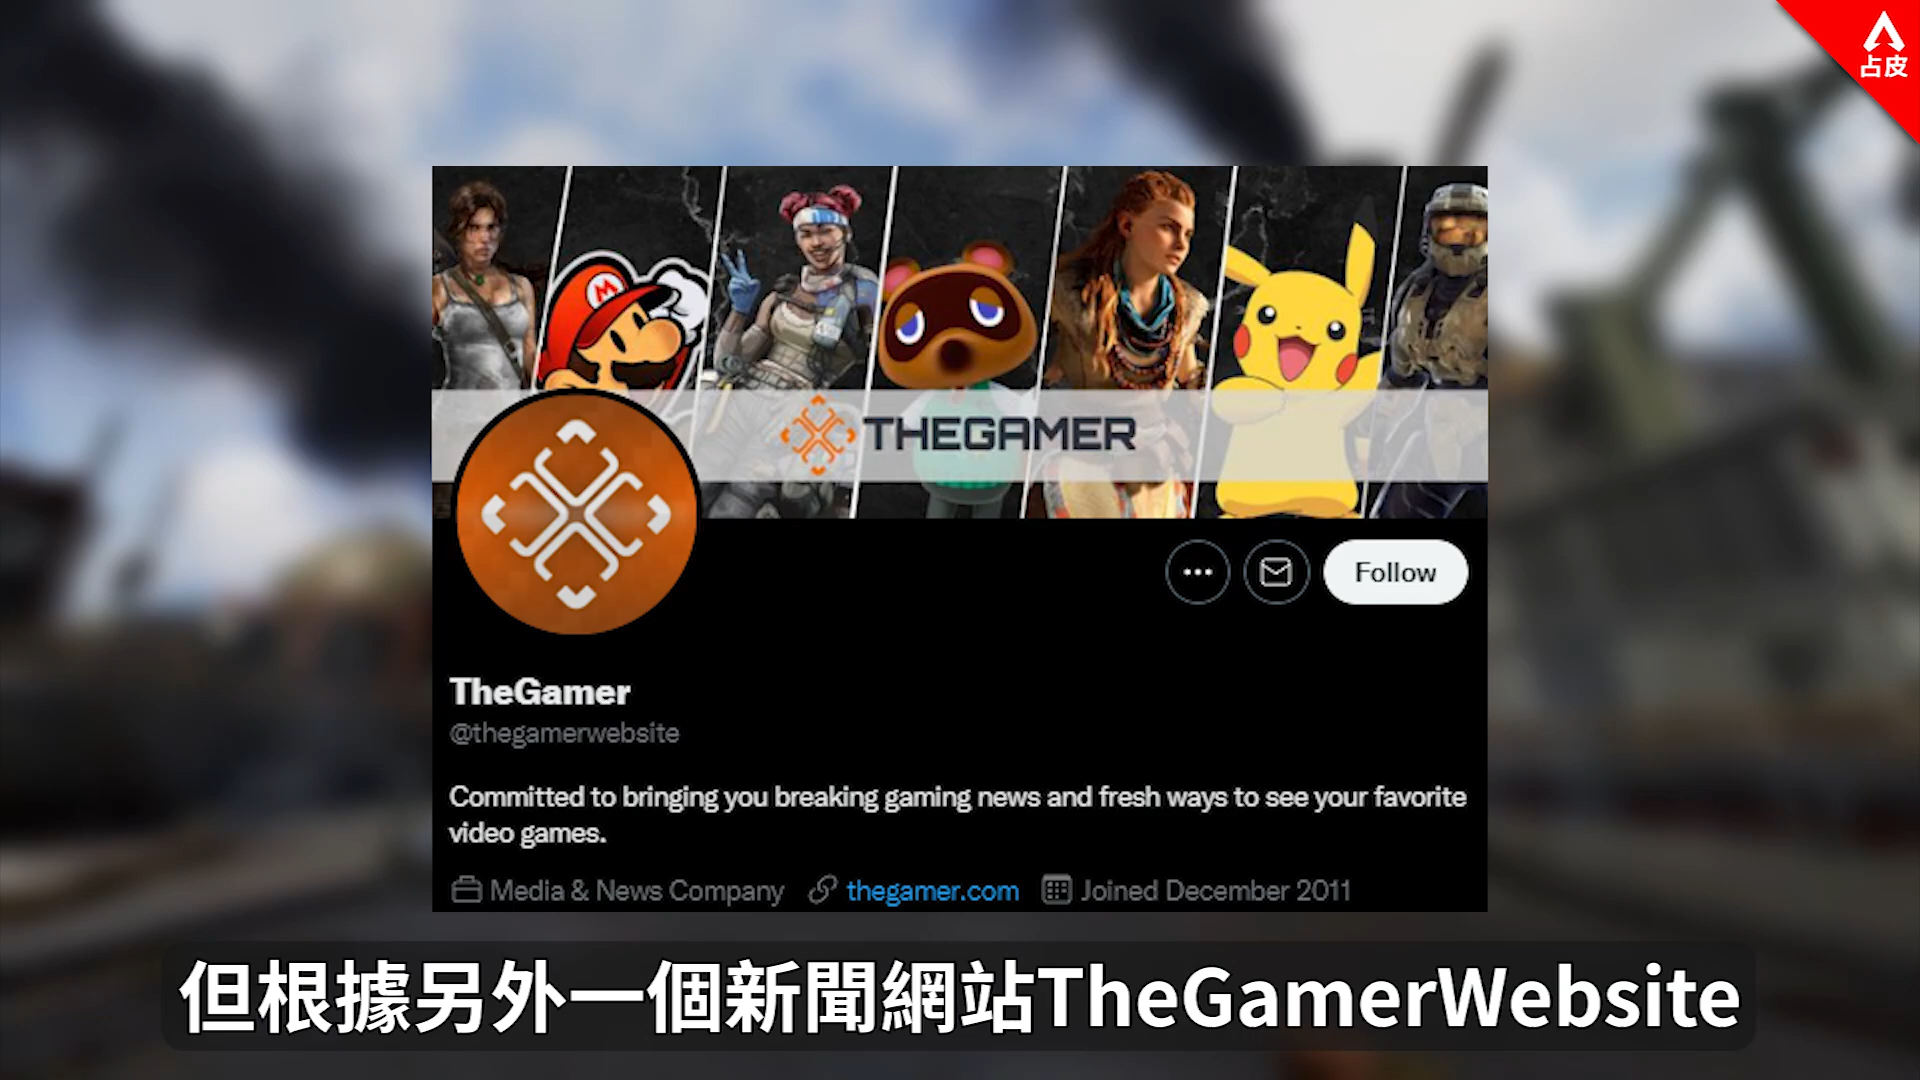 占皮
M
THEGAMER
Follow
TheGamer
@thegamerwebsite
Committed to bringing you breaking gaming news and fresh ways to see your favorite
video games.
Media & News Company thegamer.com Joined December 2011
但根據另外一個新聞網站TheGamerWebsite